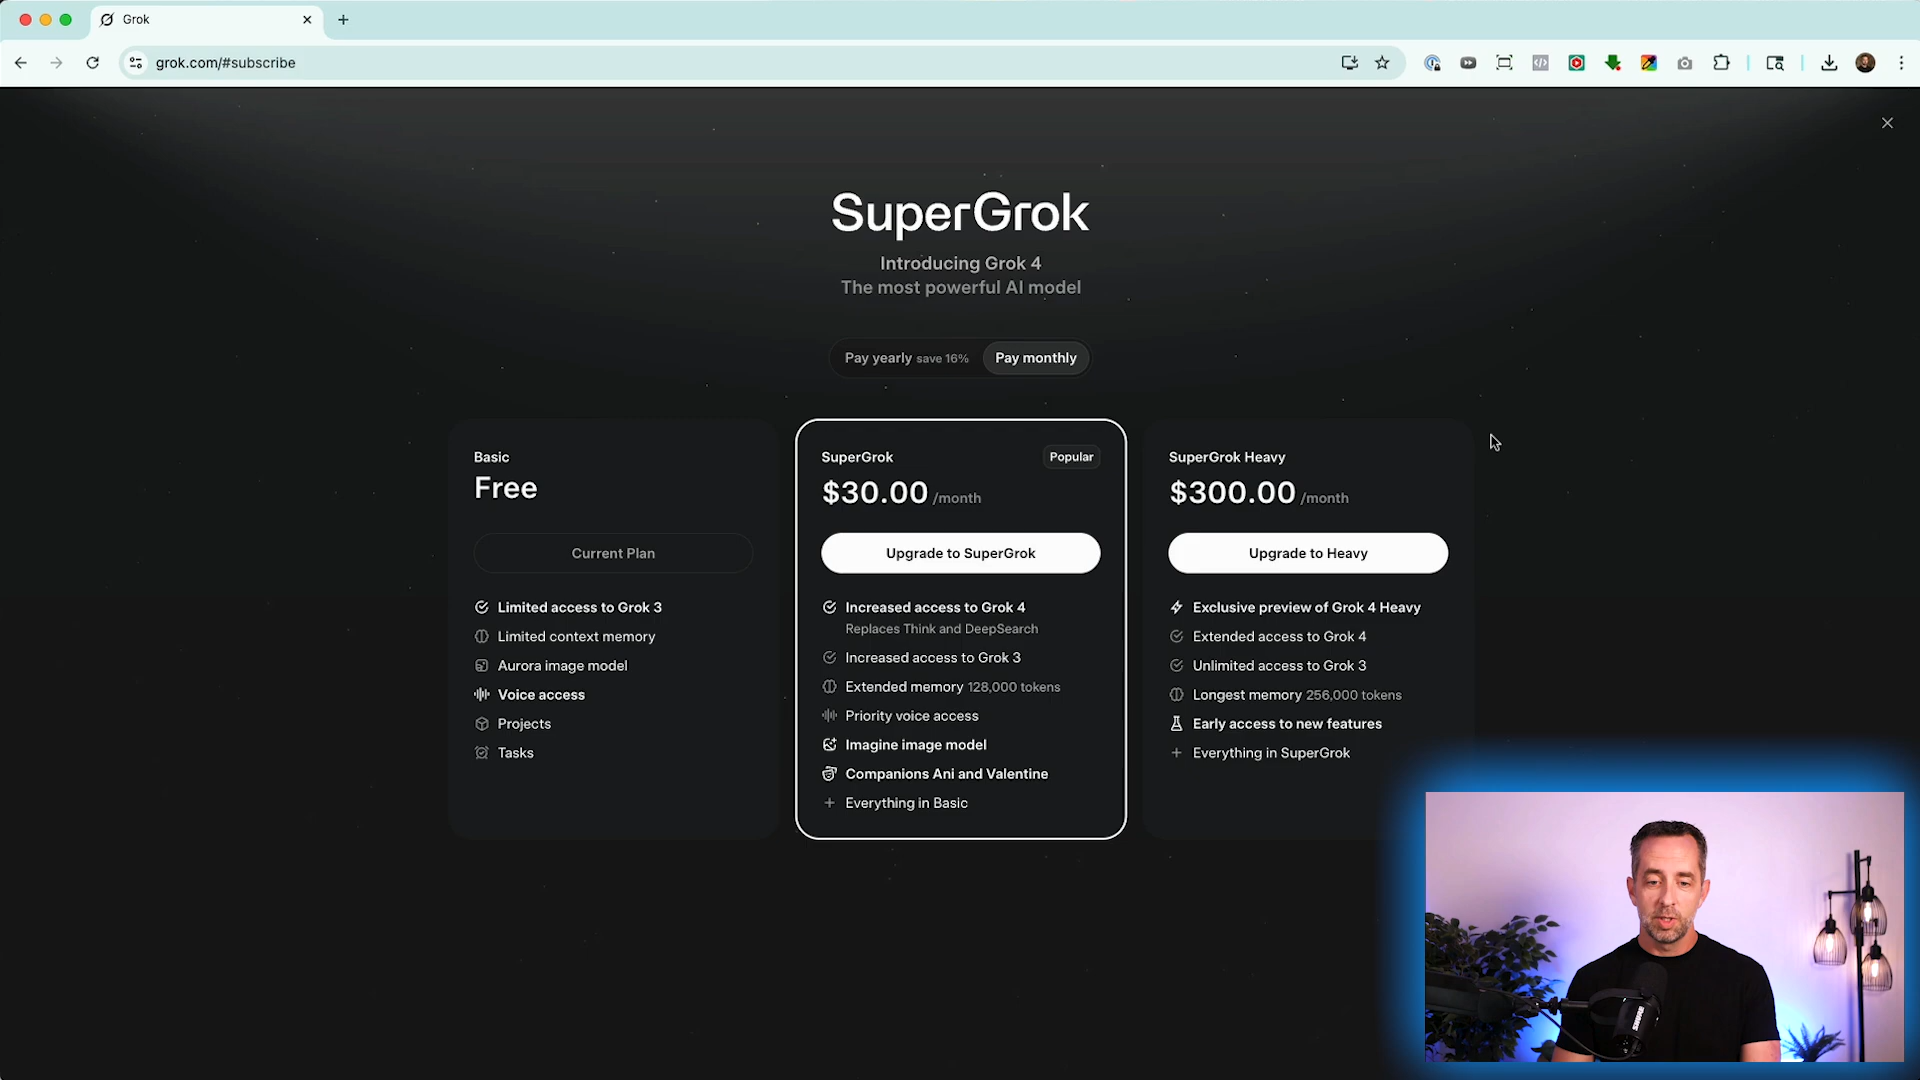 Grok
grok.com/#subscribe
SuperGrok
Introducing Grok 4
The most powerful AI model
Pay yearly save 16%
Pay monthly
Basic
Free
Current Plan
Limited access to Grok 3
Limited context memory
Aurora image model
Voice access
Projects
Tasks
SuperGrok
Popular
$30.00 /month
Upgrade to SuperGrok
Increased access to Grok 4
Replaces Think and DeepSearch
Increased access to Grok 3
Extended memory 128,000 tokens
Priority voice access
Imagine image model
Companions Ani and Valentine
Everything in Basic
SuperGrok Heavy
$300.00 /month
Upgrade to Heavy
Exclusive preview of Grok 4 Heavy
Extended access to Grok 4
Unlimited access to Grok 3
Longest memory 256,000 tokens
Early access to new features
Everything in SuperGrok